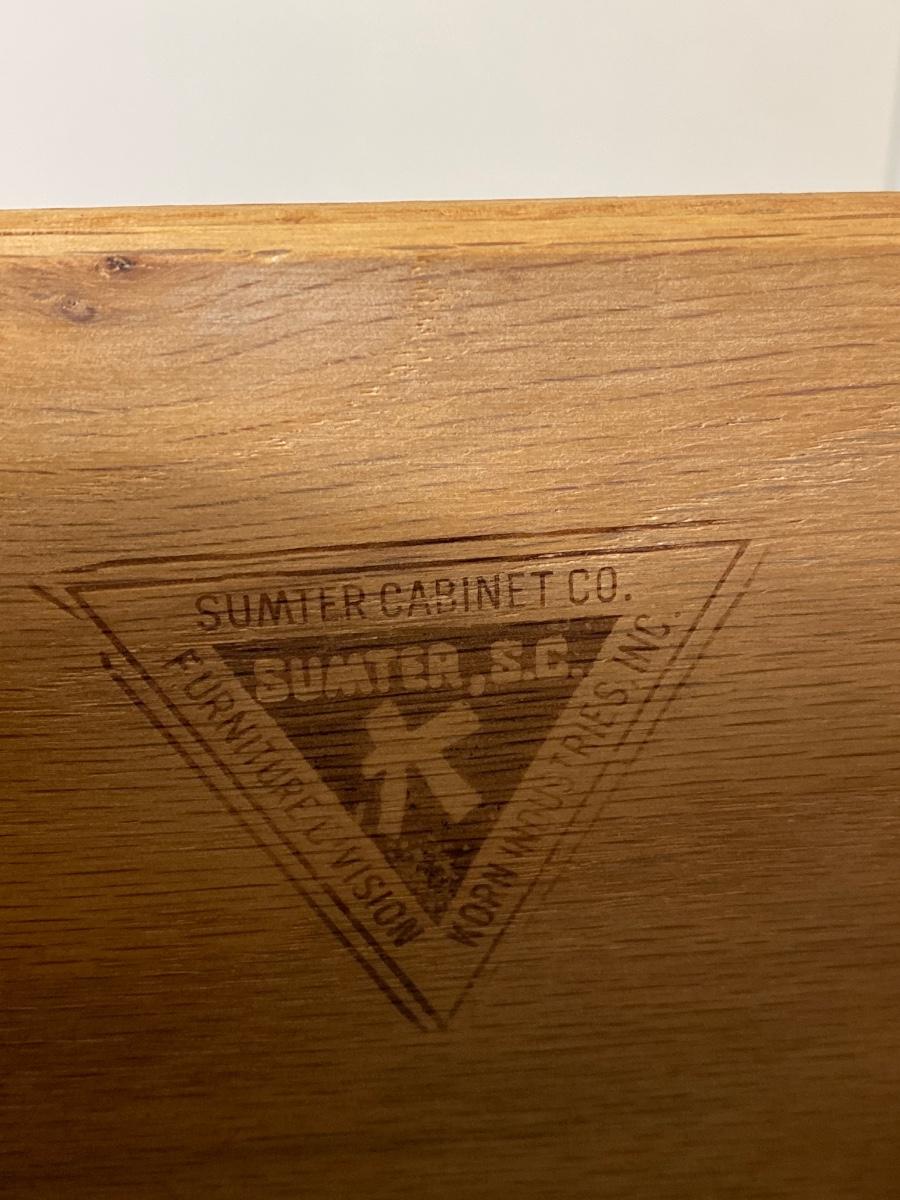 SUMTER CABINET CO.
SUMTER, S.C.
K
FURNITURE DIVISION
KORN INDUSTRIES, INC.